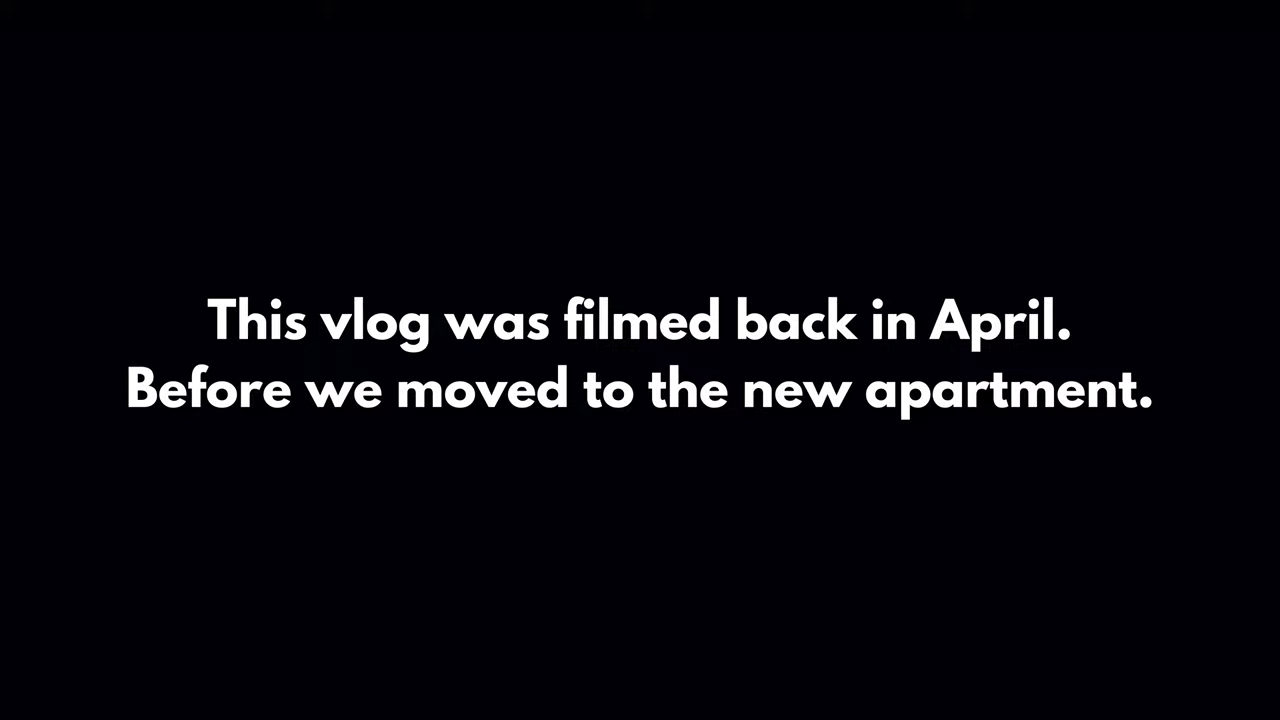 This vlog was filmed back in April.
Before we moved to the new apartment.